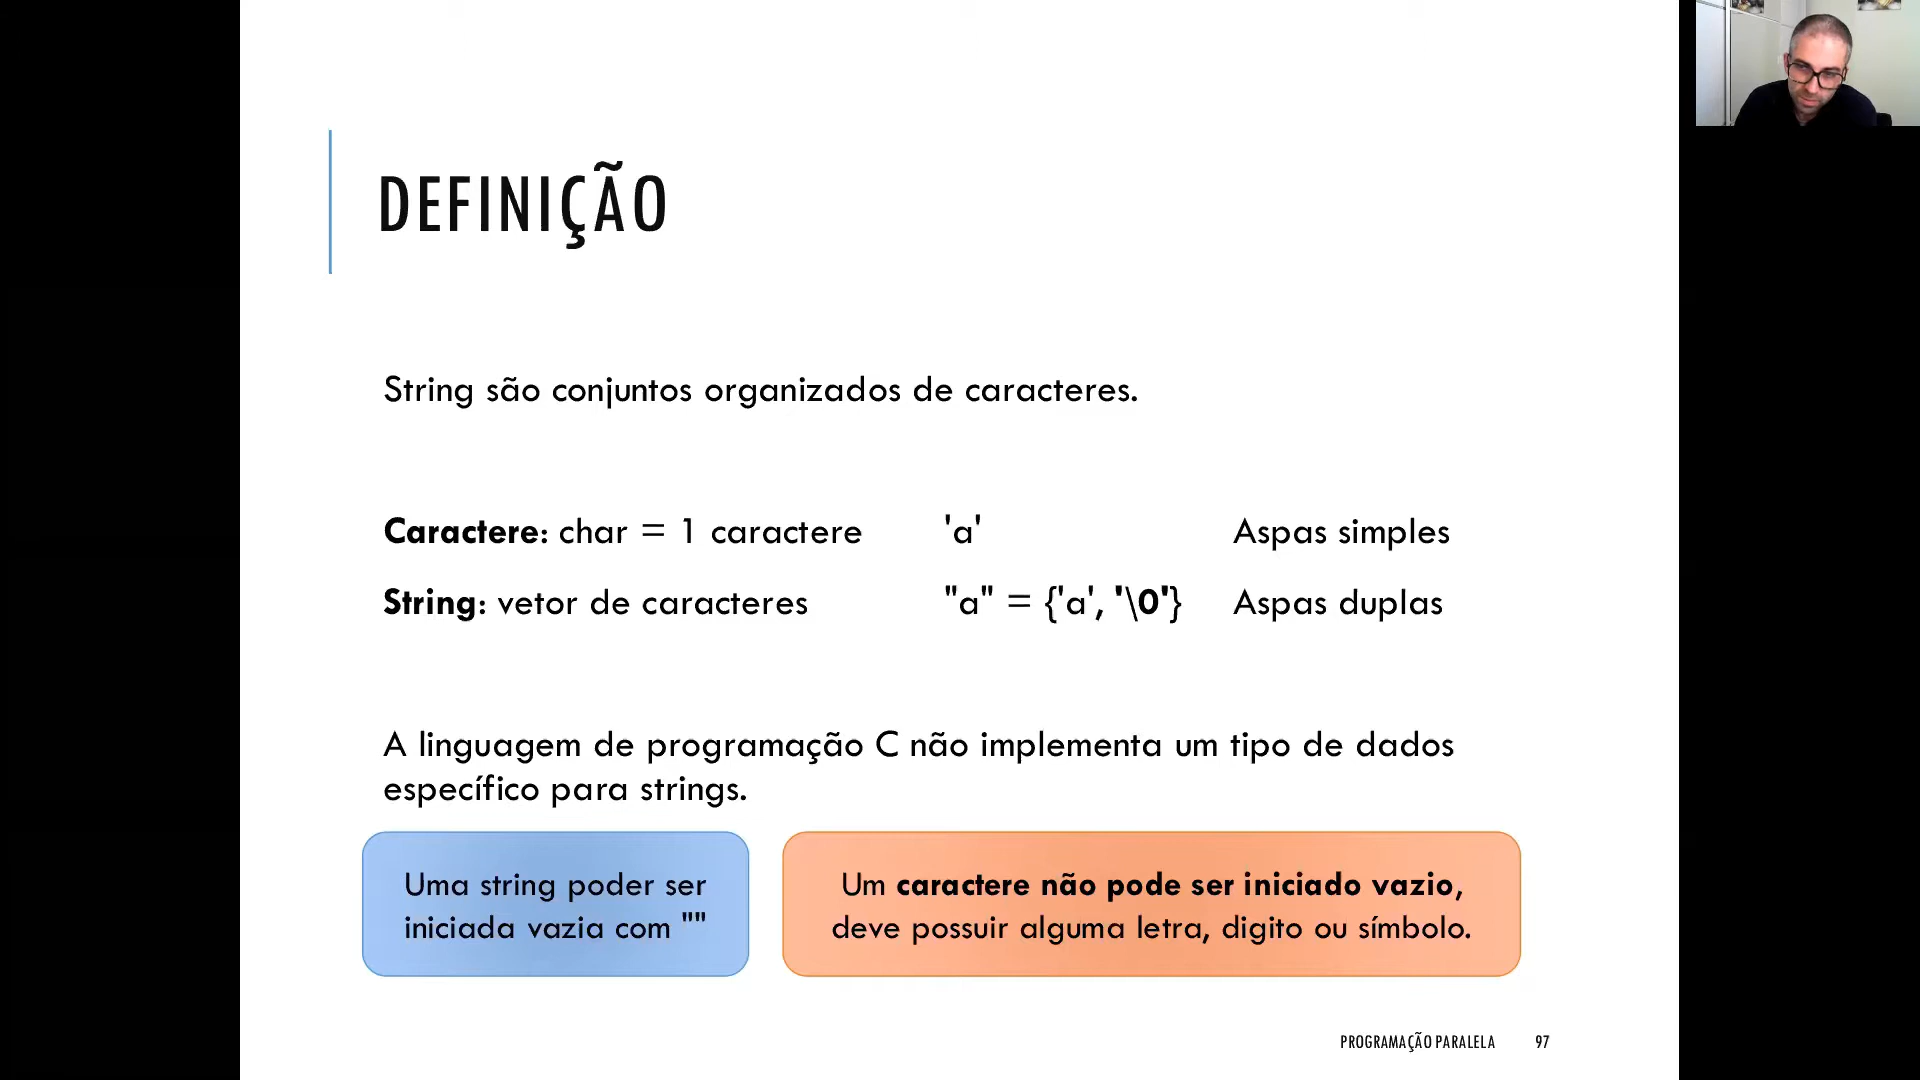 DEFINIÇÃO
String são conjuntos organizados de caracteres.
Caractere: char = 1 caractere 'a' Aspas simples
String: vetor de caracteres "a" = {'a', '\0'} Aspas duplas
A linguagem de programação C não implementa um tipo de dados
específico para strings.
Uma string poder ser
iniciada vazia com ""
Um caractere não pode ser iniciado vazio,
deve possuir alguma letra, digito ou símbolo.
PROGRAMAÇÃO PARALELA 97